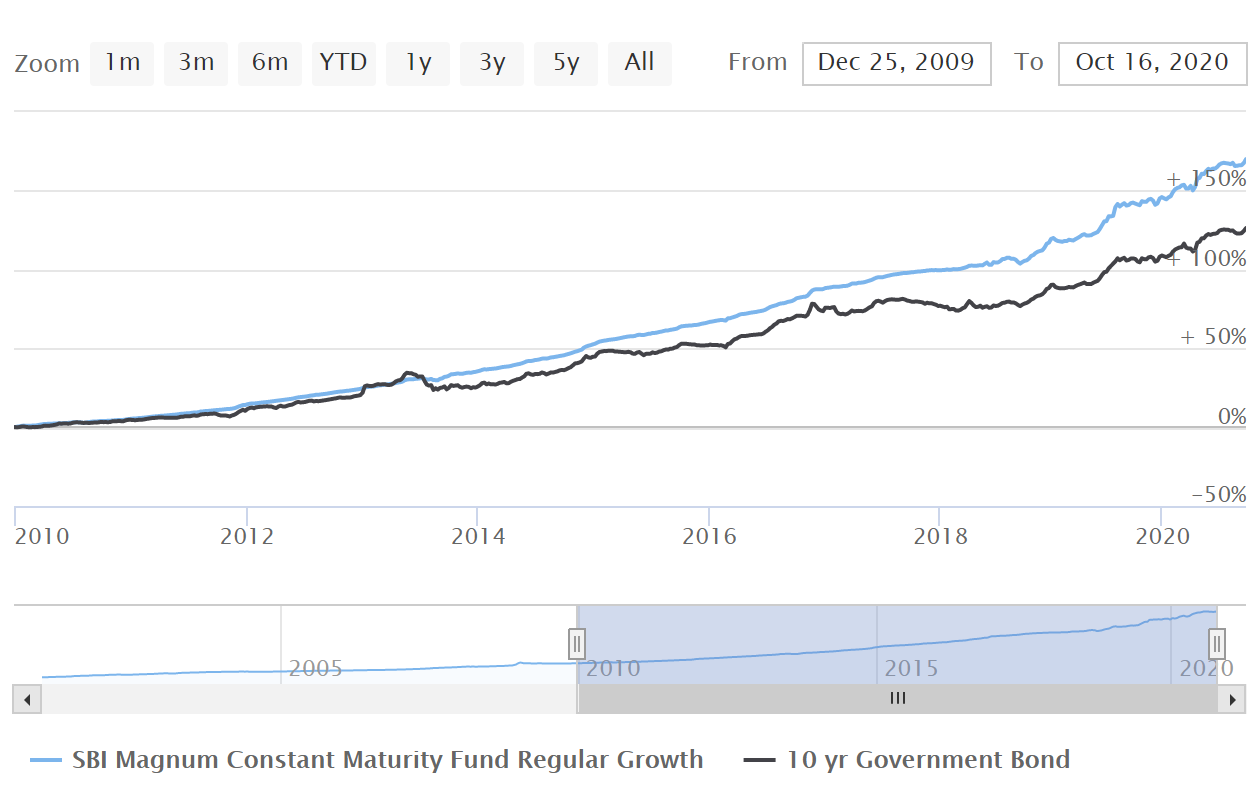 Zoom 1m 3m 6m YTD 1y 3y 5y All From Dec 25, 2009 To Oct 16, 2020
+ 150%
+ 100%
+ 50%
0%
-50%
2010 2012 2014 2016 2018 2020
2005 2010 2015 2020
SBI Magnum Constant Maturity Fund Regular Growth 10 yr Government Bond